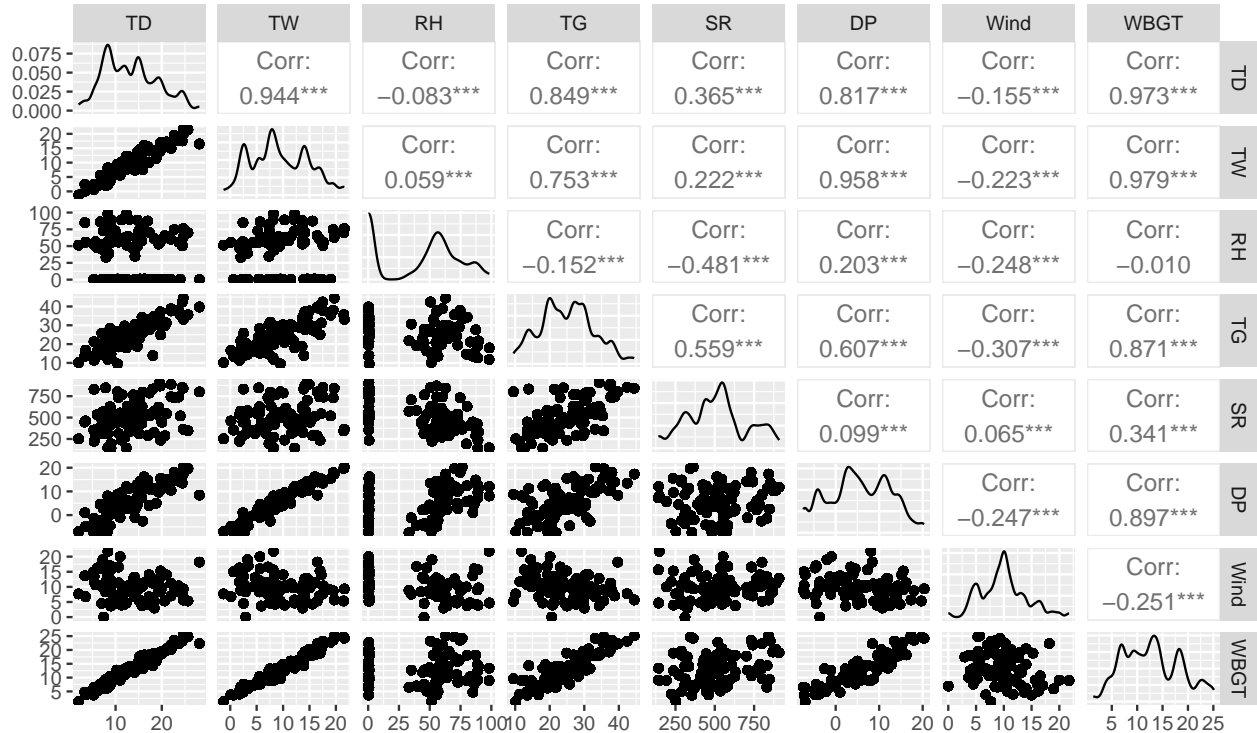 TD TW RH TG SR DP Wind WBGT
0.075
0.050
0.025
0.000
Corr: Corr: Corr: Corr: Corr: Corr: Corr:
0.944*** −0.083*** 0.849*** 0.365*** 0.817*** −0.155*** 0.973***
TD
20
15
10
5
0
Corr: Corr: Corr: Corr: Corr: Corr:
0.059*** 0.753*** 0.222*** 0.958*** −0.223*** 0.979***
TW
100
75
50
25
0
Corr: Corr: Corr: Corr: Corr:
−0.152*** −0.481*** 0.203*** −0.248*** −0.010
RH
40
30
20
10
Corr: Corr: Corr: Corr:
0.559*** 0.607*** −0.307*** 0.871***
TG
750
500
250
Corr: Corr: Corr:
0.099*** 0.065*** 0.341***
SR
20
10
0
Corr: Corr:
−0.247*** 0.897***
DP
20
15
10
5
0
Corr:
−0.251***
Wind
25
20
15
10
5
WBGT
10 20 0 5 10 15 20 0 25 50 75 100 10 20 30 40 250 500 750 0 10 20 0 5 10 15 20 5 10 15 20 25